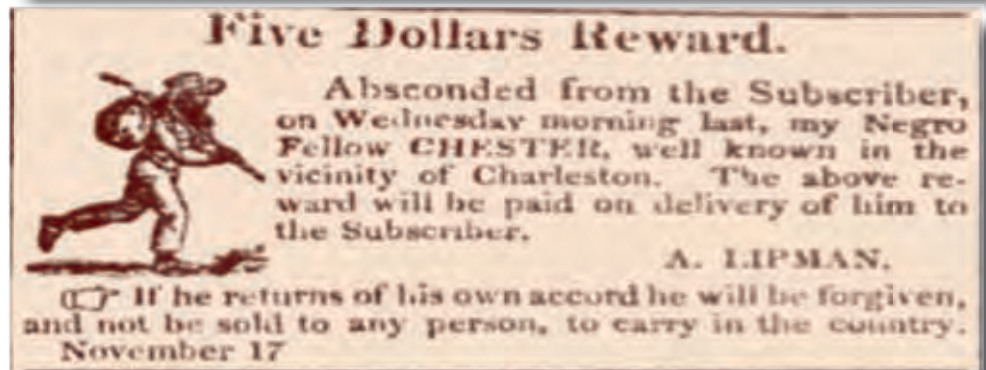 Five Dollars Reward.
Absconded from the Subscriber,
on Wednesday morning last, my Negro
Fellow CHESTER, well known in the
vicinity of Charleston. The above re-
ward will be paid on delivery of him to
the Subscriber.
A. LIPMAN.
☞ If he returns of his own accord he will be forgiven,
and not be sold to any person, to carry in the country.
November 17